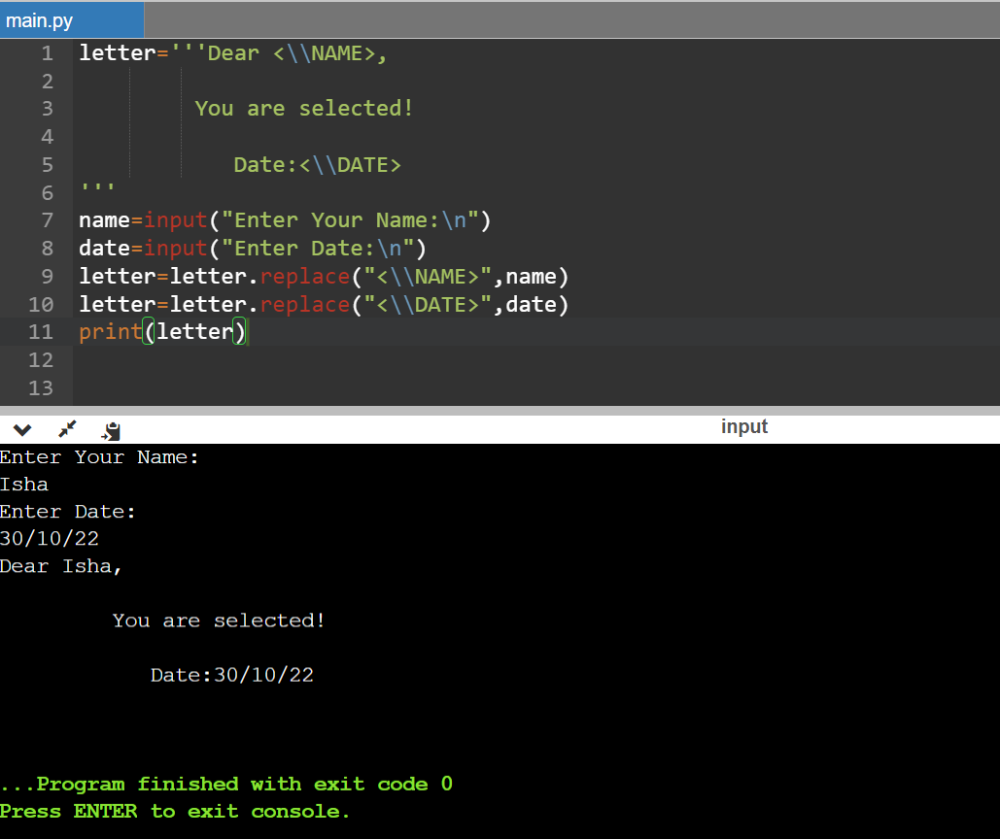 main.py
1 letter='''Dear <\\NAME>,
2
3          You are selected!
4
5             Date:<\\DATE>
6 '''
7 name=input("Enter Your Name:\n")
8 date=input("Enter Date:\n")
9 letter=letter.replace("<\\NAME>",name)
10 letter=letter.replace("<\\DATE>",date)
11 print(letter)
12
13
input
Enter Your Name:
Isha
Enter Date:
30/10/22
Dear Isha,
         You are selected!
            Date:30/10/22
...Program finished with exit code 0
Press ENTER to exit console.